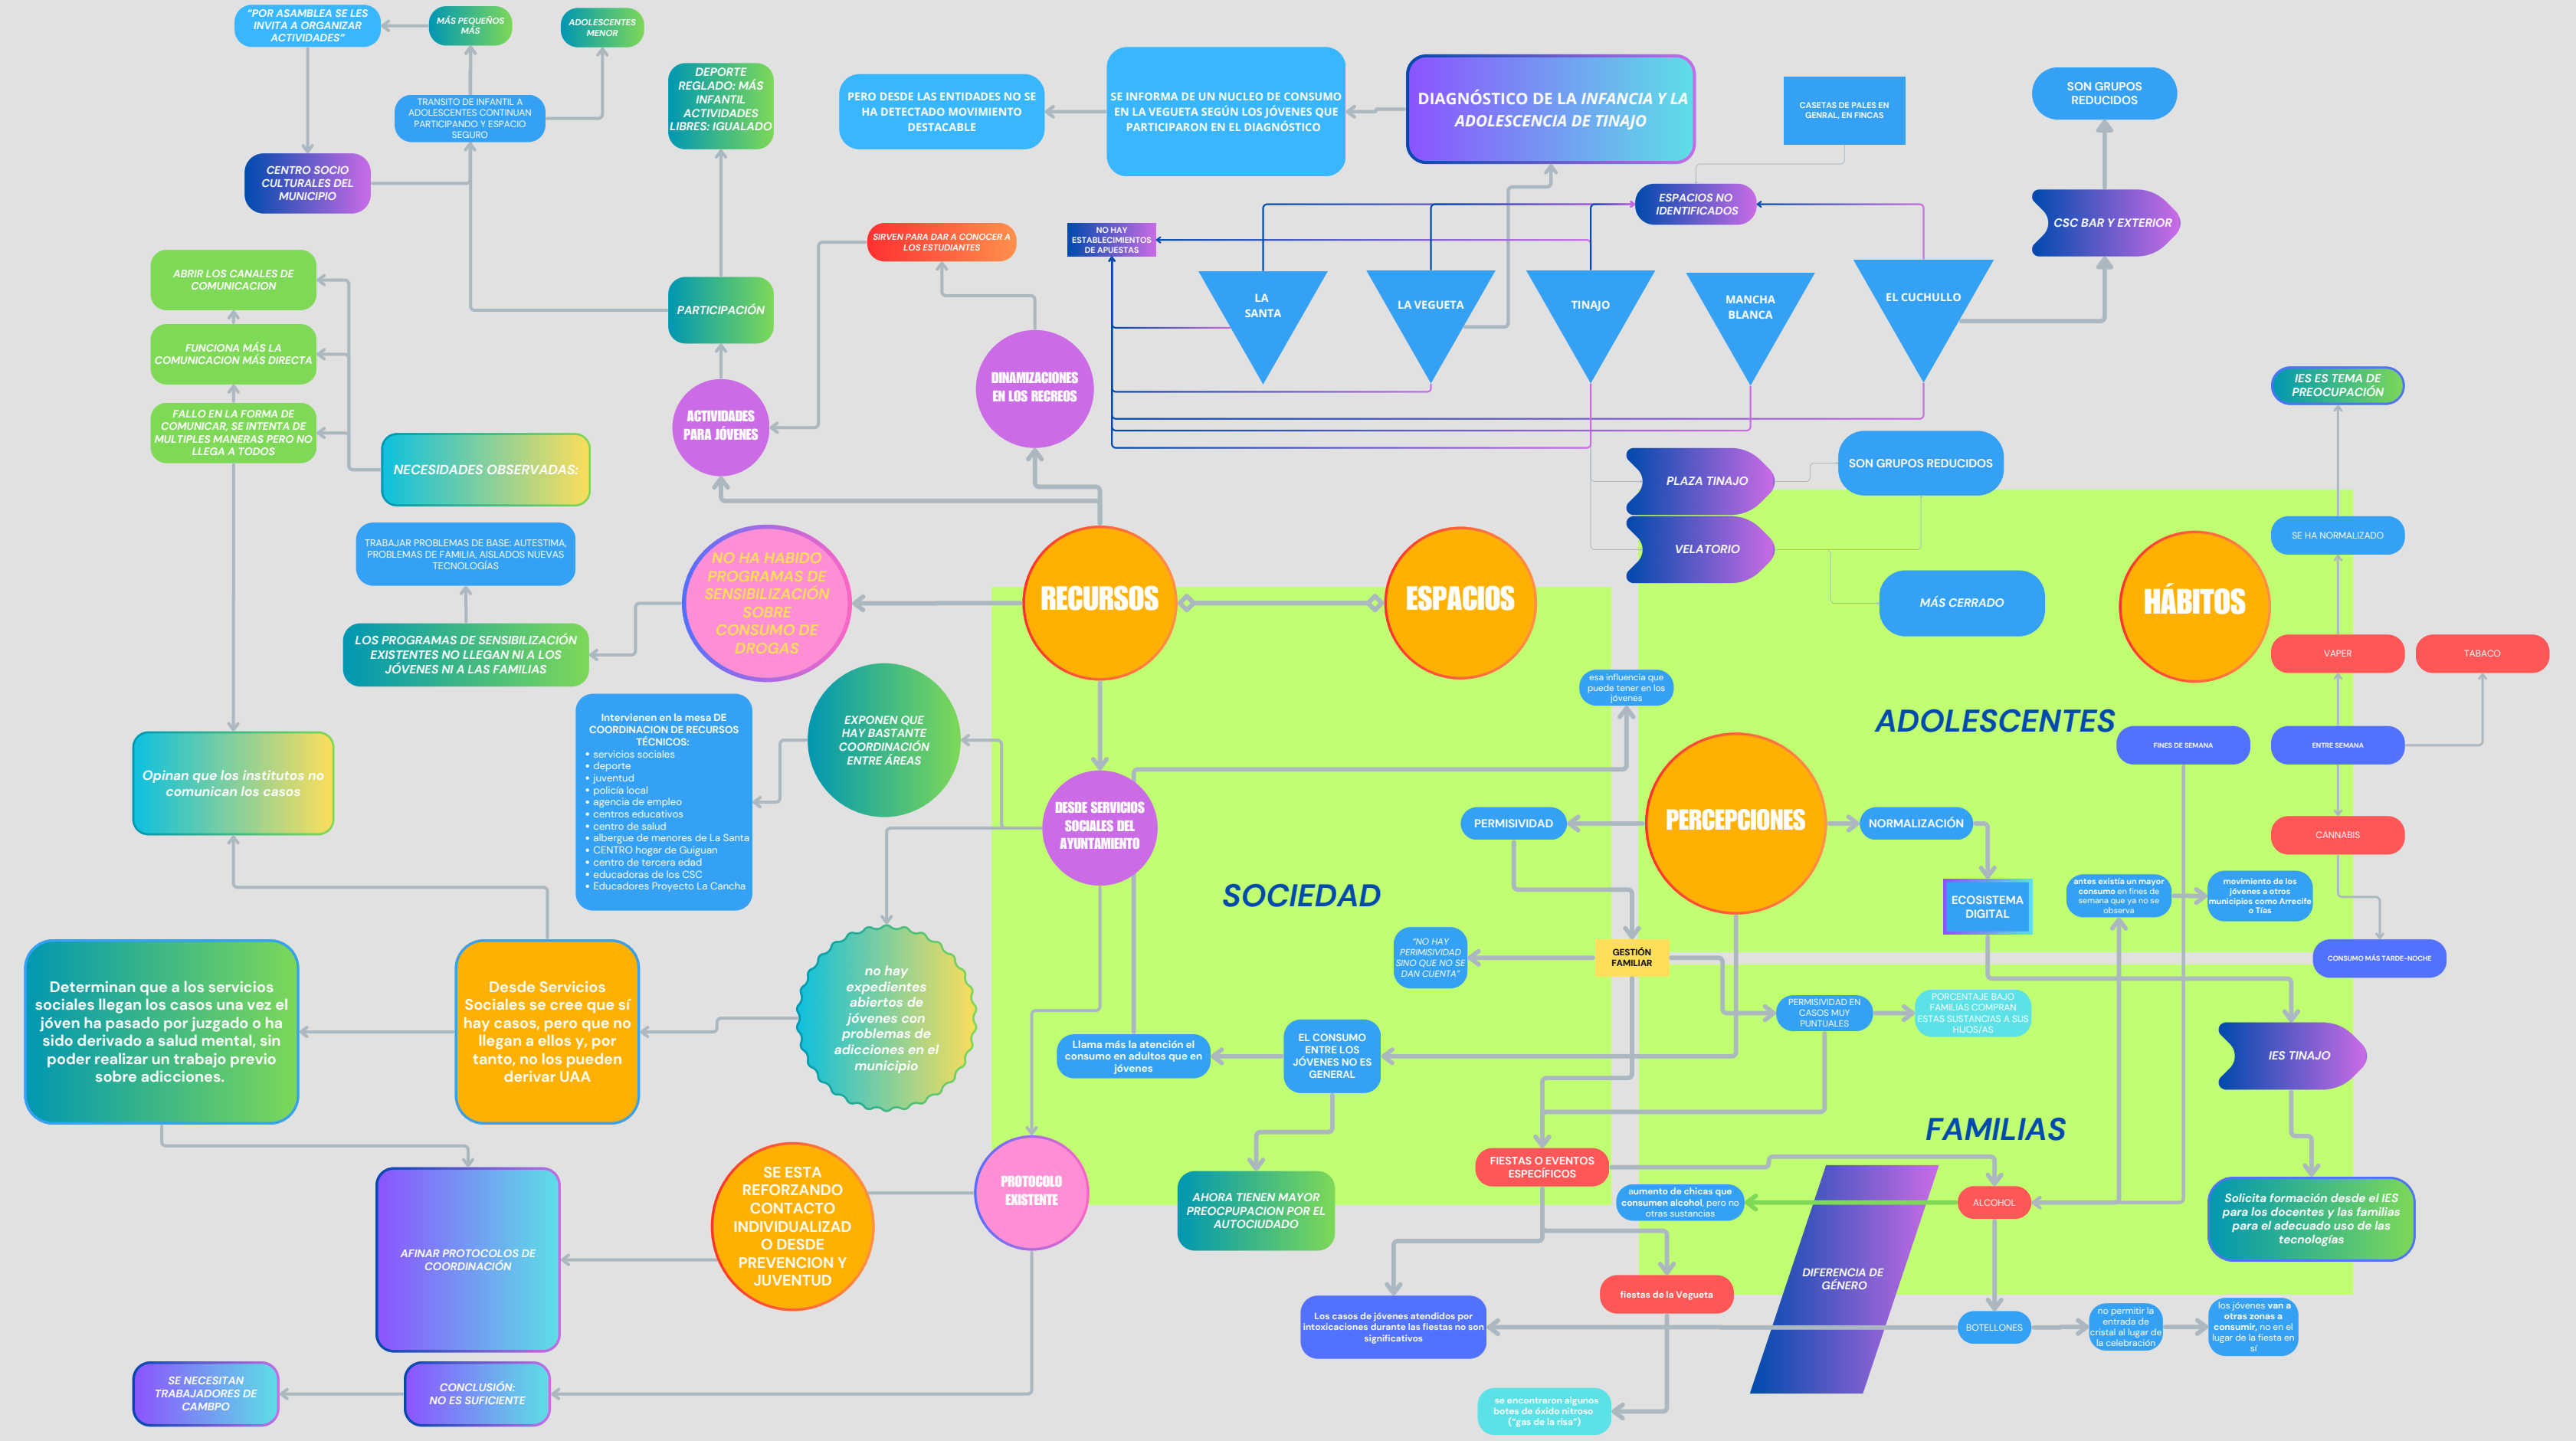 “POR ASAMBLEA SE LES
INVITA A ORGANIZAR
ACTIVIDADES”
MÁS PEQUEÑOS
MÁS
ADOLESCENTES
MENOR
TRANSITO DE INFANTIL A
ADOLESCENTES CONTINUAN
PARTICIPANDO Y ESPACIO
SEGURO
CENTRO SOCIO
CULTURALES DEL
MUNICIPIO
DEPORTE
REGLADO: MÁS
INFANTIL
ACTIVIDADES
LIBRES: IGUALADO
PERO DESDE LAS ENTIDADES NO SE
HA DETECTADO MOVIMIENTO
DESTACABLE
SE INFORMA DE UN NUCLEO DE CONSUMO
EN LA VEGUETA SEGÚN LOS JÓVENES QUE
PARTICIPARON EN EL DIAGNÓSTICO
DIAGNÓSTICO DE LA INFANCIA Y LA
ADOLESCENCIA DE TINAJO
CASETAS DE PALES EN
GENRAL, EN FINCAS
SON GRUPOS
REDUCIDOS
ESPACIOS NO
IDENTIFICADOS
CSC BAR Y EXTERIOR
SIRVEN PARA DAR A CONOCER A
LOS ESTUDIANTES
NO HAY
ESTABLECIMIENTOS
DE APUESTAS
ABRIR LOS CANALES DE
COMUNICACION
FUNCIONA MÁS LA
COMUNICACION MÁS DIRECTA
FALLO EN LA FORMA DE
COMUNICAR, SE INTENTA DE
MULTIPLES MANERAS PERO NO
LLEGA A TODOS
PARTICIPACIÓN
LA
SANTA
LA VEGUETA
TINAJO
MANCHA
BLANCA
EL CUCHULLO
DINAMIZACIONES
EN LOS RECREOS
ACTIVIDADES
PARA JÓVENES
NECESIDADES OBSERVADAS:
IES ES TEMA DE
PREOCUPACIÓN
PLAZA TINAJO
SON GRUPOS REDUCIDOS
VELATORIO
MÁS CERRADO
SE HA NORMALIZADO
TRABAJAR PROBLEMAS DE BASE: AUTESTIMA,
PROBLEMAS DE FAMILIA, AISLADOS NUEVAS
TECNOLOGÍAS
LOS PROGRAMAS DE SENSIBILIZACIÓN
EXISTENTES NO LLEGAN NI A LOS
JÓVENES NI A LAS FAMILIAS
NO HA HABIDO
PROGRAMAS DE
SENSIBILIZACIÓN
SOBRE
CONSUMO DE
DROGAS
RECURSOS
ESPACIOS
HÁBITOS
VAPER
TABACO
esa influencia que
puede tener en los
jóvenes
ADOLESCENTES
FINES DE SEMANA
ENTRE SEMANA
Intervienen en la mesa DE
COORDINACION DE RECURSOS
TÉCNICOS:
• servicios sociales
• deporte
• juventud
• policía local
• agencia de empleo
• centros educativos
• centro de salud
• albergue de menores de La Santa
• CENTRO hogar de Guiguan
• centro de tercera edad
• educadoras de los CSC
• Educadores Proyecto La Cancha
EXPONEN QUE
HAY BASTANTE
COORDINACIÓN
ENTRE ÁREAS
Opinan que los institutos no
comunican los casos
DESDE SERVICIOS
SOCIALES DEL
AYUNTAMIENTO
PERMISIVIDAD
PERCEPCIONES
NORMALIZACIÓN
CANNABIS
SOCIEDAD
ECOSISTEMA
DIGITAL
antes existía un mayor
consumo en fines de
semana que ya no se
observa
movimiento de los
jóvenes a otros
municipios como Arrecife
o Tías
CONSUMO MÁS TARDE-NOCHE
“NO HAY
PERIMISIVIDAD
SINO QUE NO SE
DAN CUENTA”
GESTIÓN
FAMILIAR
PERMISIVIDAD EN
CASOS MUY
PUNTUALES
PORCENTAJE BAJO
FAMILIAS COMPRAN
ESTAS SUSTANCIAS A SUS
HIJOS/AS
Determinan que a los servicios
sociales llegan los casos una vez el
jóven ha pasado por juzgado o ha
sido derivado a salud mental, sin
poder realizar un trabajo previo
sobre adicciones.
Desde Servicios
Sociales se cree que sí
hay casos, pero que no
llegan a ellos y, por
tanto, no los pueden
derivar UAA
no hay
expedientes
abiertos de
jóvenes con
problemas de
adicciones en el
municipio
Llama más la atención el
consumo en adultos que en
jóvenes
EL CONSUMO
ENTRE LOS
JÓVENES NO ES
GENERAL
IES TINAJO
FAMILIAS
FIESTAS O EVENTOS
ESPECÍFICOS
AHORA TIENEN MAYOR
PREOCPUPACION POR EL
AUTOCIUDADO
aumento de chicas que
consumen alcohol, pero no
otras sustancias
ALCOHOL
Solicita formación desde el IES
para los docentes y las familias
para el adecuado uso de las
tecnologías
AFINAR PROTOCOLOS DE
COORDINACIÓN
SE ESTA
REFORZANDO
CONTACTO
INDIVIDUALIZAD
O DESDE
PREVENCION Y
JUVENTUD
PROTOCOLO
EXISTENTE
DIFERENCIA DE
GÉNERO
fiestas de la Vegueta
Los casos de jóvenes atendidos por
intoxicaciones durante las fiestas no son
significativos
BOTELLONES
no permitir la
entrada de
cristal al lugar de
la celebración
los jóvenes van a
otras zonas a
consumir, no en el
lugar de la fiesta en
sí
SE NECESITAN
TRABAJADORES DE
CAMBPO
CONCLUSIÓN:
NO ES SUFICIENTE
se encontraron algunos
botes de óxido nitroso
(“gas de la risa”)